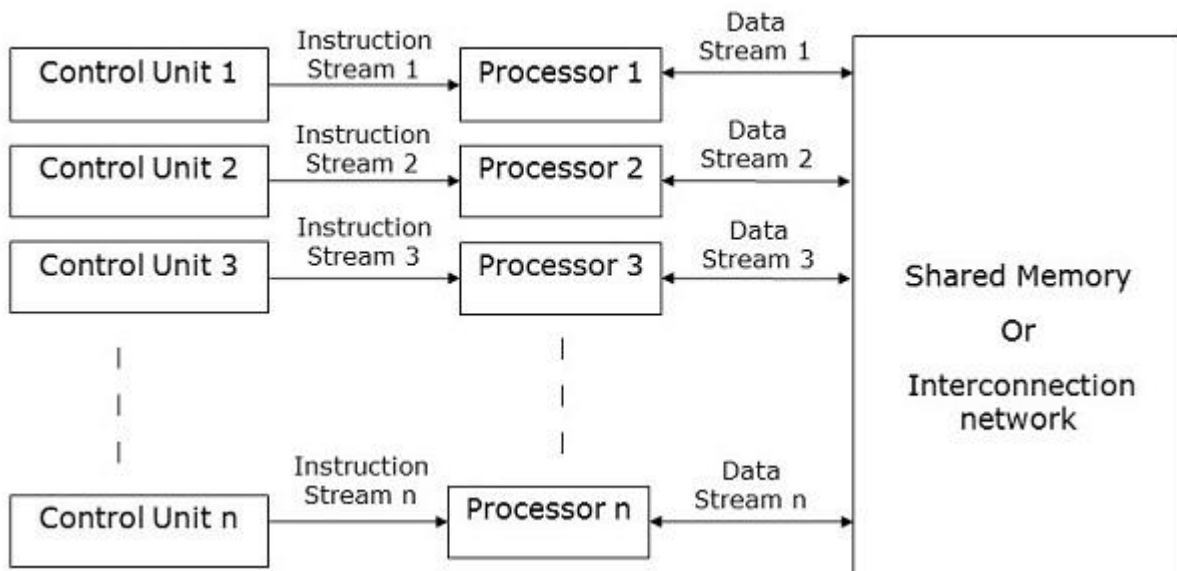 Control Unit 1
Instruction
Stream 1
Processor 1
Data
Stream 1
Control Unit 2
Instruction
Stream 2
Processor 2
Data
Stream 2
Control Unit 3
Instruction
Stream 3
Processor 3
Data
Stream 3
Shared Memory
Or
Interconnection
network
Control Unit n
Instruction
Stream n
Processor n
Data
Stream n